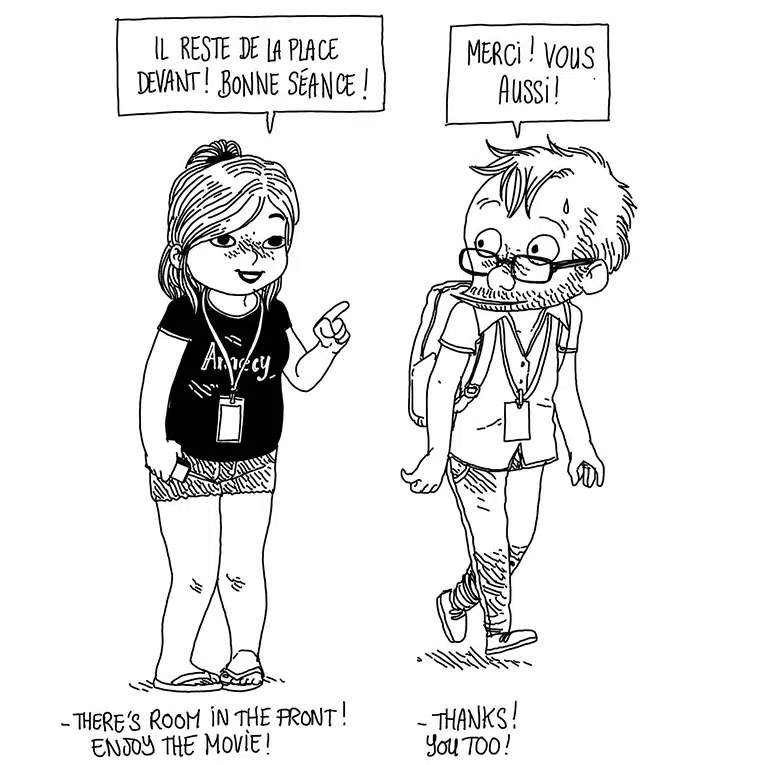 IL RESTE DE LA PLACE
DEVANT! BONNE SÉANCE!
MERCI! VOUS
AUSSI!
Annecy
-THERE'S ROOM IN THE FRONT!
ENJOY THE MOVIE!
-THANKS!
YOU TOO!